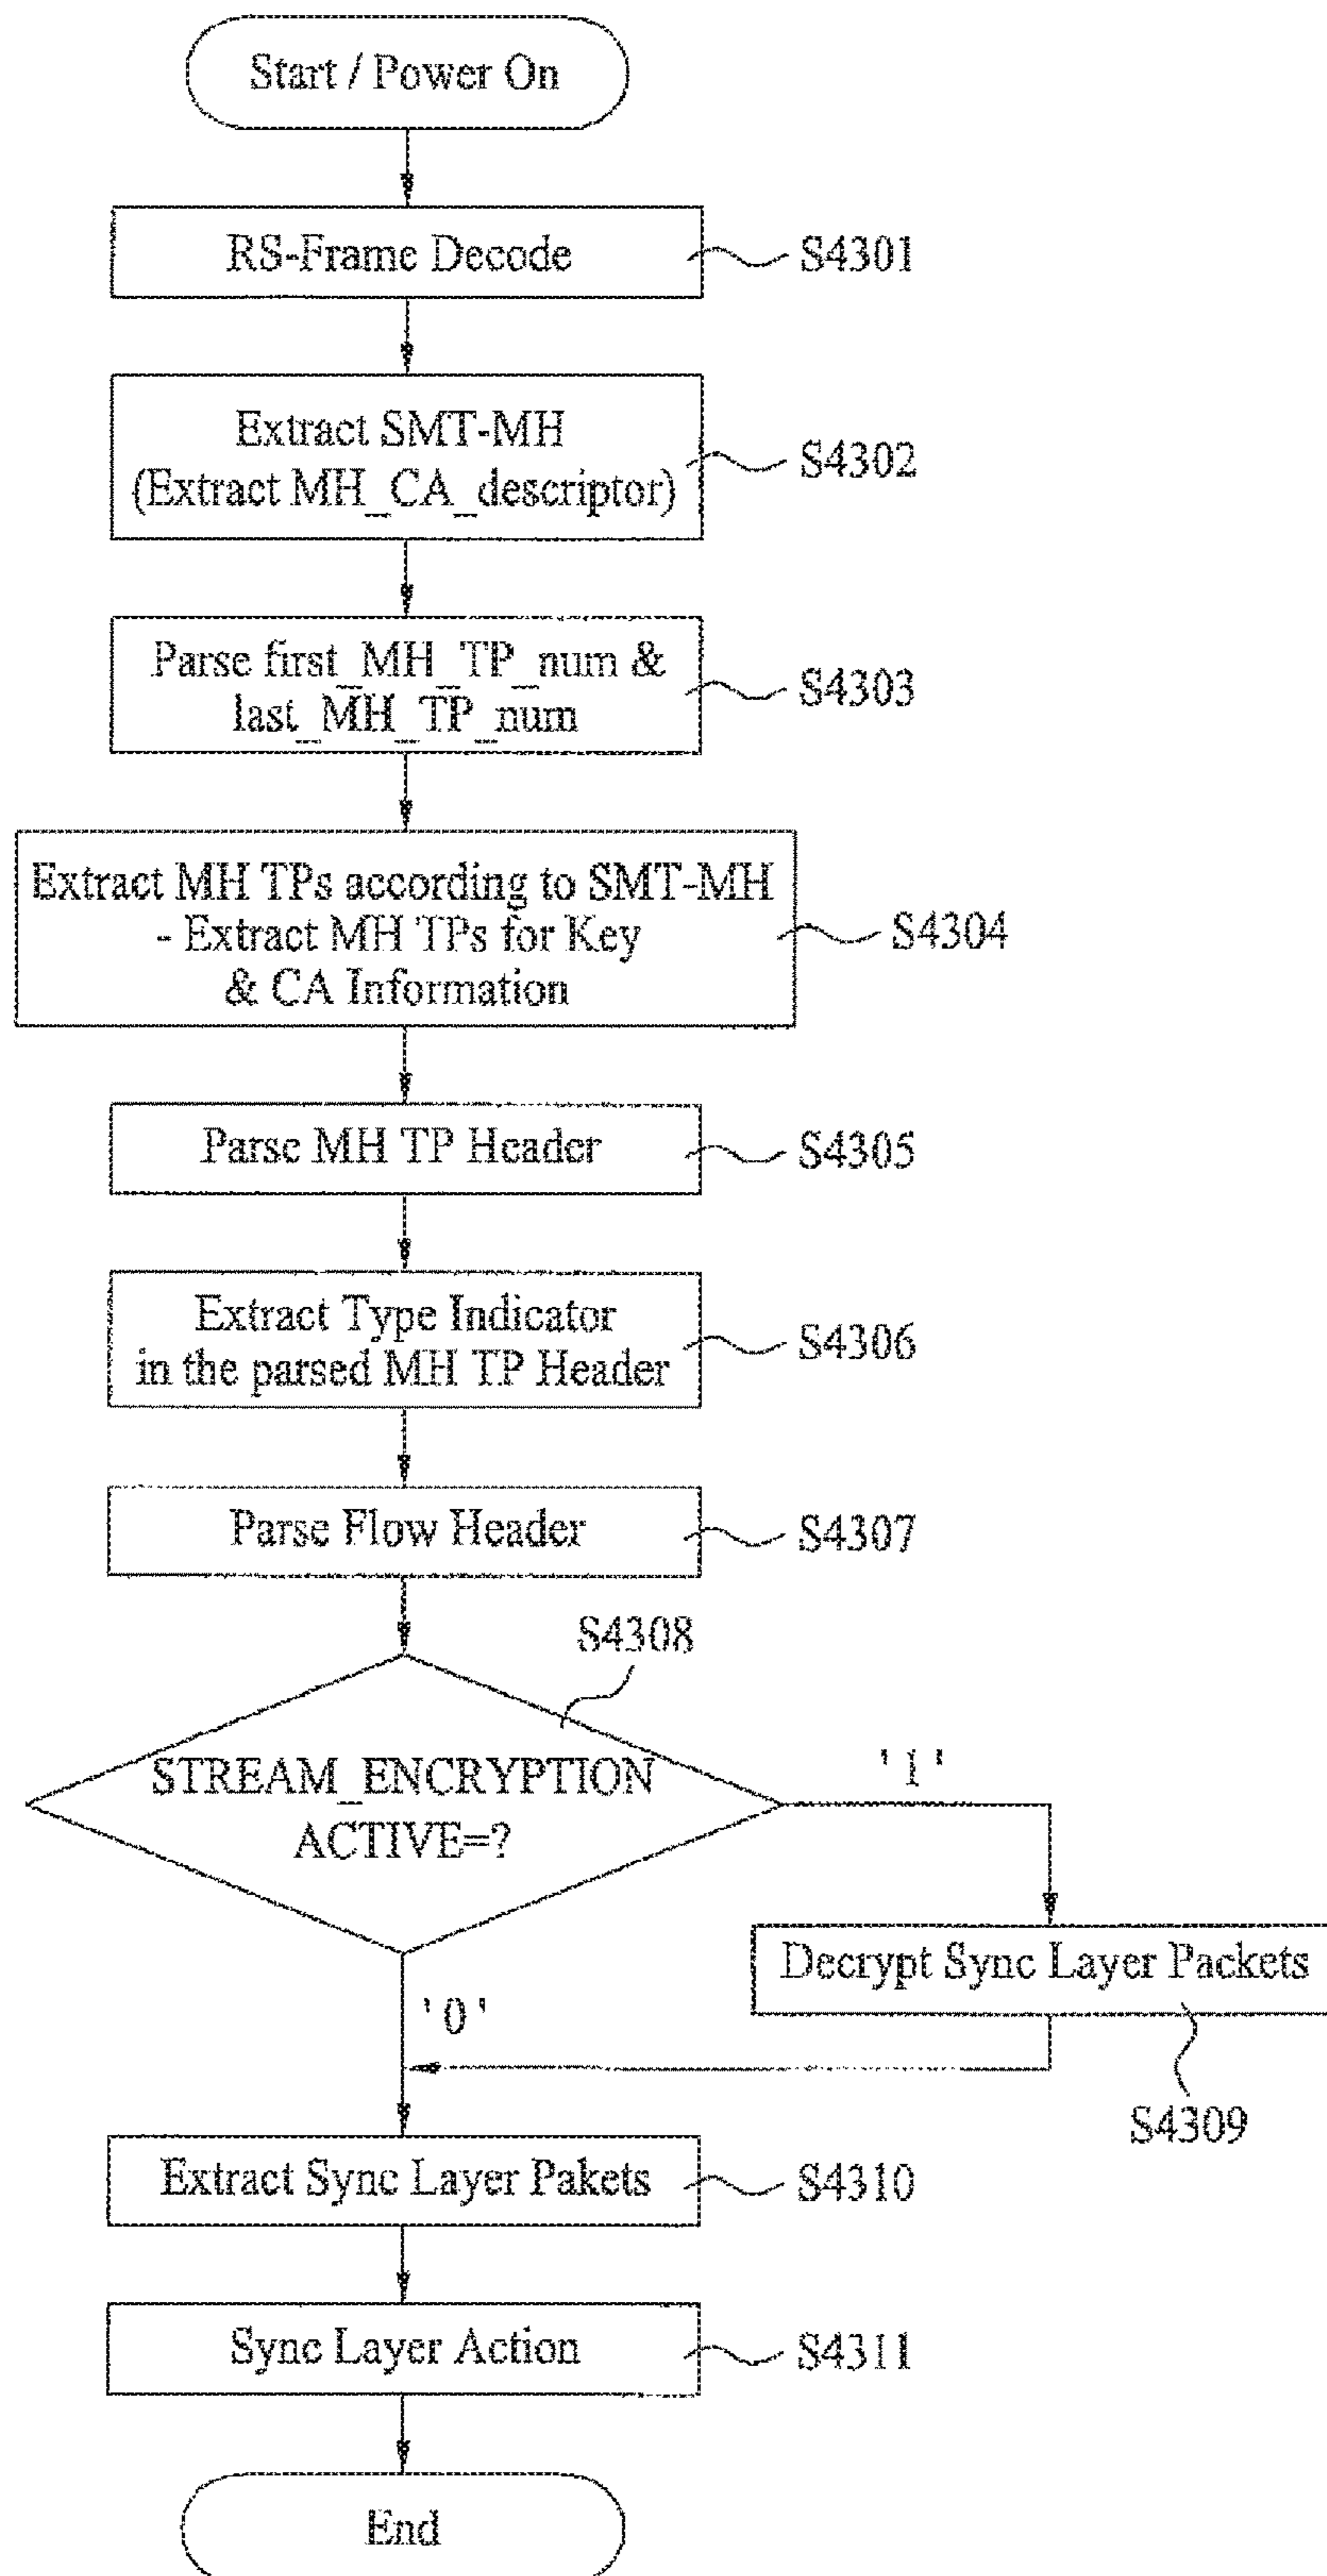 Start / Power On
RS-Frame Decode
S4301
Extract SMT-MH
(Extract MH_CA_descriptor)
S4302
Parse first_MH_TP_num &
last_MH_TP_num
S4303
Extract MH TPs according to SMT-MH
- Extract MH TPs for Key
& CA Information
S4304
Parse MH TP Header
S4305
Extract Type Indicator
in the parsed MH TP Header
S4306
Parse Flow Header
S4307
S4308
STREAM_ENCRYPTION
ACTIVE=?
'1'
Decrypt Sync Layer Packets
'0'
S4309
Extract Sync Layer Pakets
S4310
Sync Layer Action
S4311
End